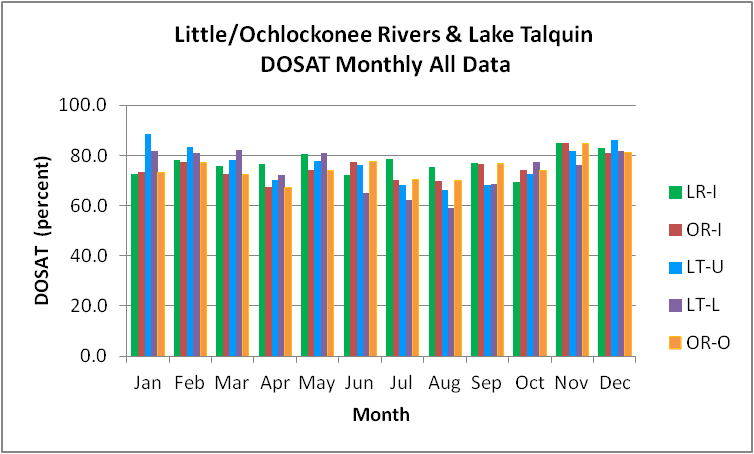 Little/Ochlockonee Rivers & Lake Talquin
DOSAT Monthly All Data
100.0
80.0
60.0
40.0
20.0
0.0
DOSAT (percent)
Jan Feb Mar Apr May Jun Jul Aug Sep Oct Nov Dec
Month
LR-I
OR-I
LT-U
LT-L
OR-O